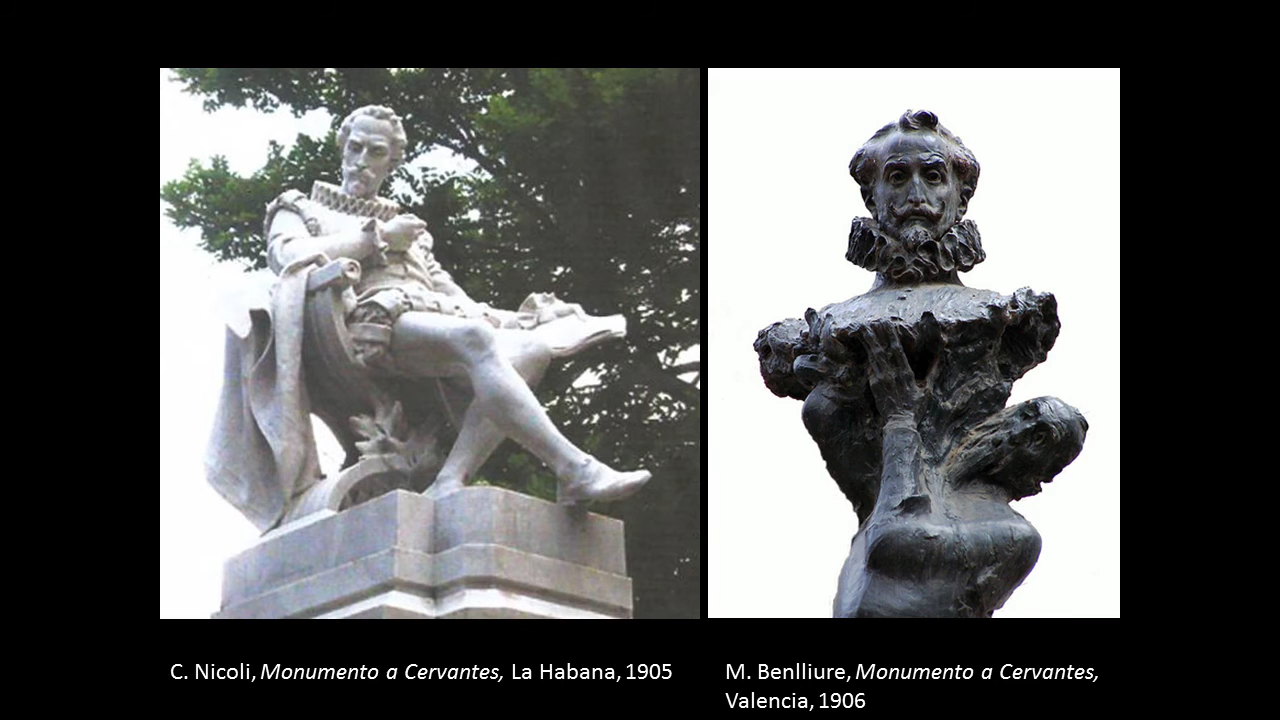 C. Nicoli, Monumento a Cervantes, La Habana, 1905
M. Benlliure, Monumento a Cervantes,
Valencia, 1906